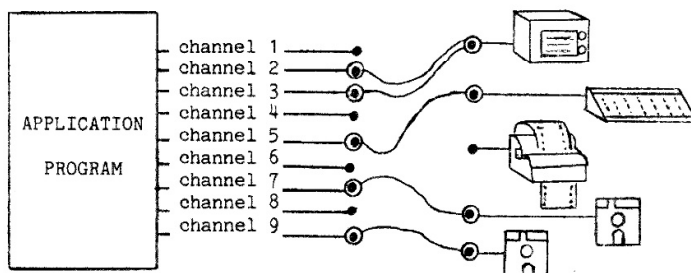 channel 1
channel 2
channel 3
channel 4
APPLICATION
channel 5
channel 6
PROGRAM
channel 7
channel 8
channel 9